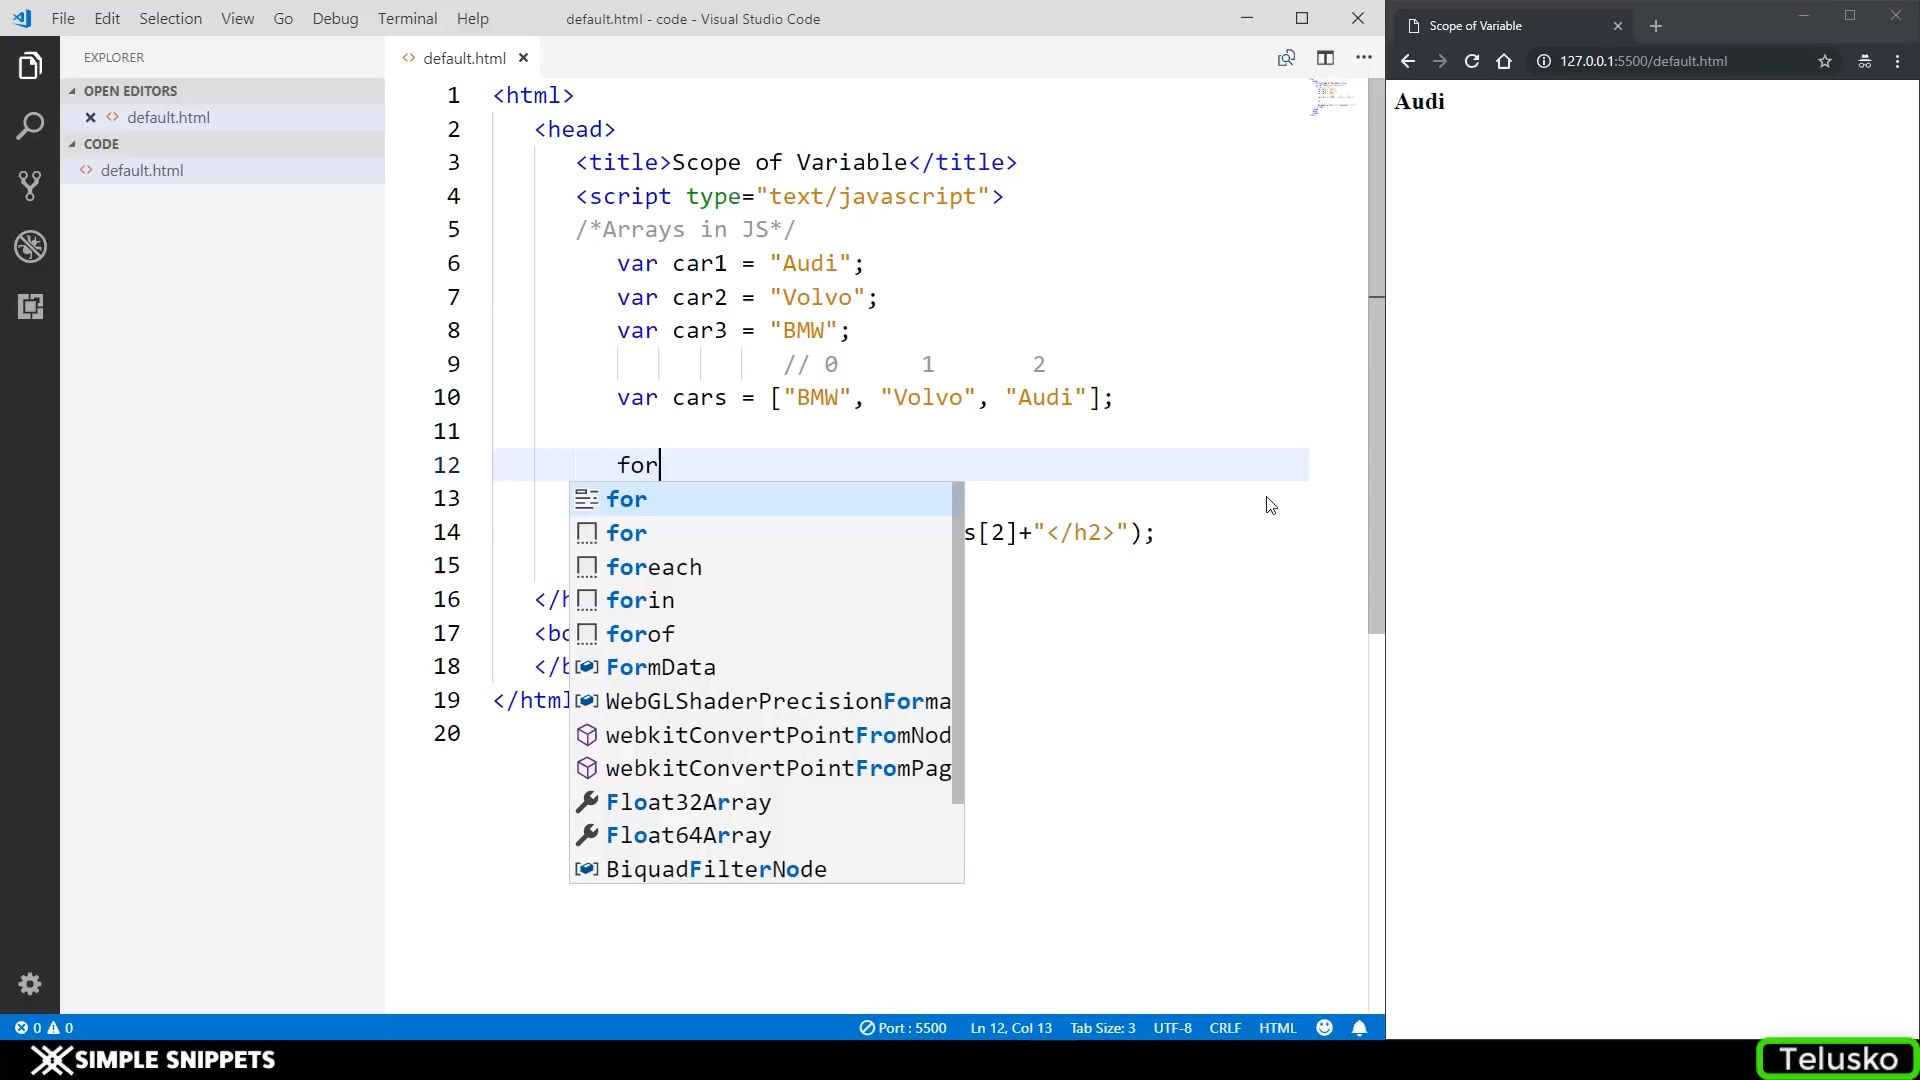 File Edit Selection View Go Debug Terminal Help default.html - code - Visual Studio Code
Scope of Variable
EXPLORER
default.html
127.0.0.1:5500/default.html
OPEN EDITORS
default.html
CODE
default.html
Audi
1 <html>
2 <head>
3 <title>Scope of Variable</title>
4 <script type="text/javascript">
5 /*Arrays in JS*/
6 var car1 = "Audi";
7 var car2 = "Volvo";
8 var car3 = "BMW";
9 // 0 1 2
10 var cars = ["BMW", "Volvo", "Audi"];
11
12 for
13
14 s[2]+"</h2>");
15
16 </h
17 <bo
18 </b
19 </html
20
for
for
foreach
forin
forof
FormData
WebGLShaderPrecisionForma
webkitConvertPointFromNod
webkitConvertPointFromPag
Float32Array
Float64Array
BiquadFilterNode
0 0 Port : 5500 Ln 12, Col 13 Tab Size: 3 UTF-8 CRLF HTML
SIMPLE SNIPPETS
Telusko